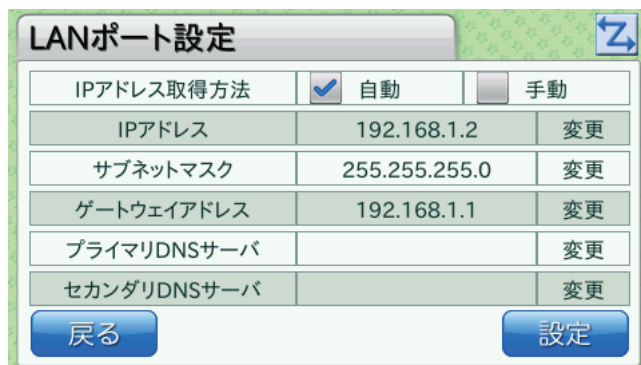 LANポート設定
Z
IPアドレス取得方法 自動 手動
IPアドレス 192.168.1.2 変更
サブネットマスク 255.255.255.0 変更
ゲートウェイアドレス 192.168.1.1 変更
プライマリDNSサーバ 変更
セカンダリDNSサーバ 変更
戻る 設定